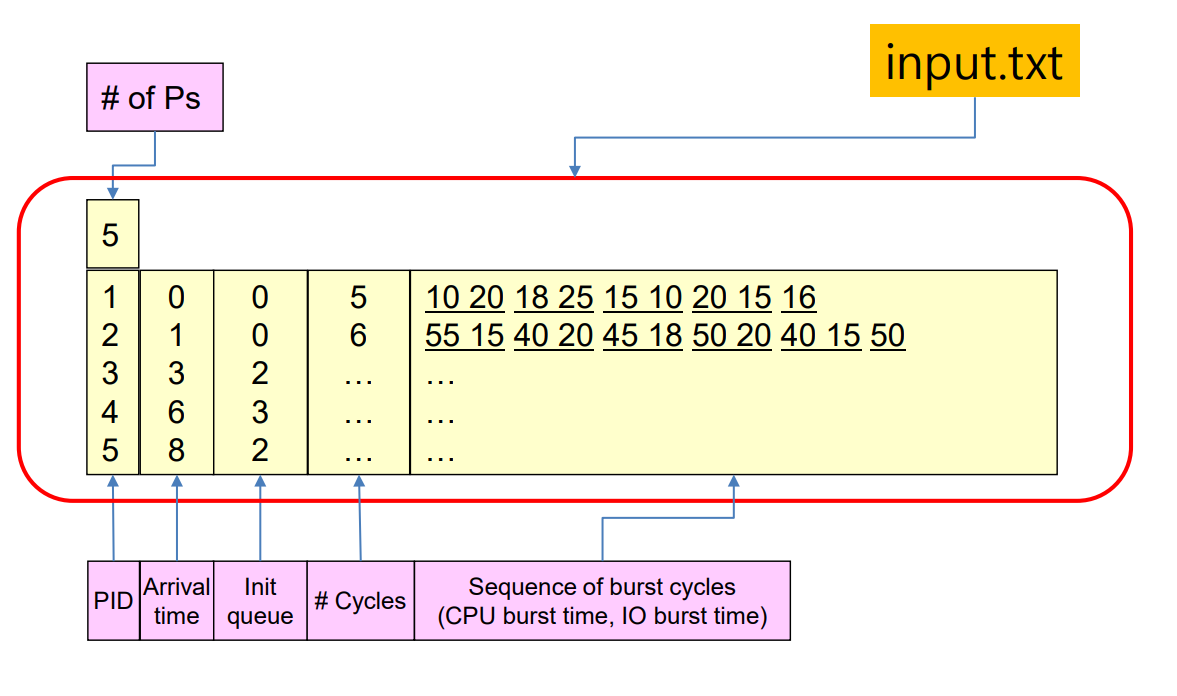 input.txt
# of Ps
5
1 0 0 5 10 20 18 25 15 10 20 15 16
2 1 0 6 55 15 40 20 45 18 50 20 40 15 50
3 3 2 … …
4 6 3 … …
5 8 2 … …
PID
Arrival
time
Init
queue
# Cycles
Sequence of burst cycles
(CPU burst time, IO burst time)